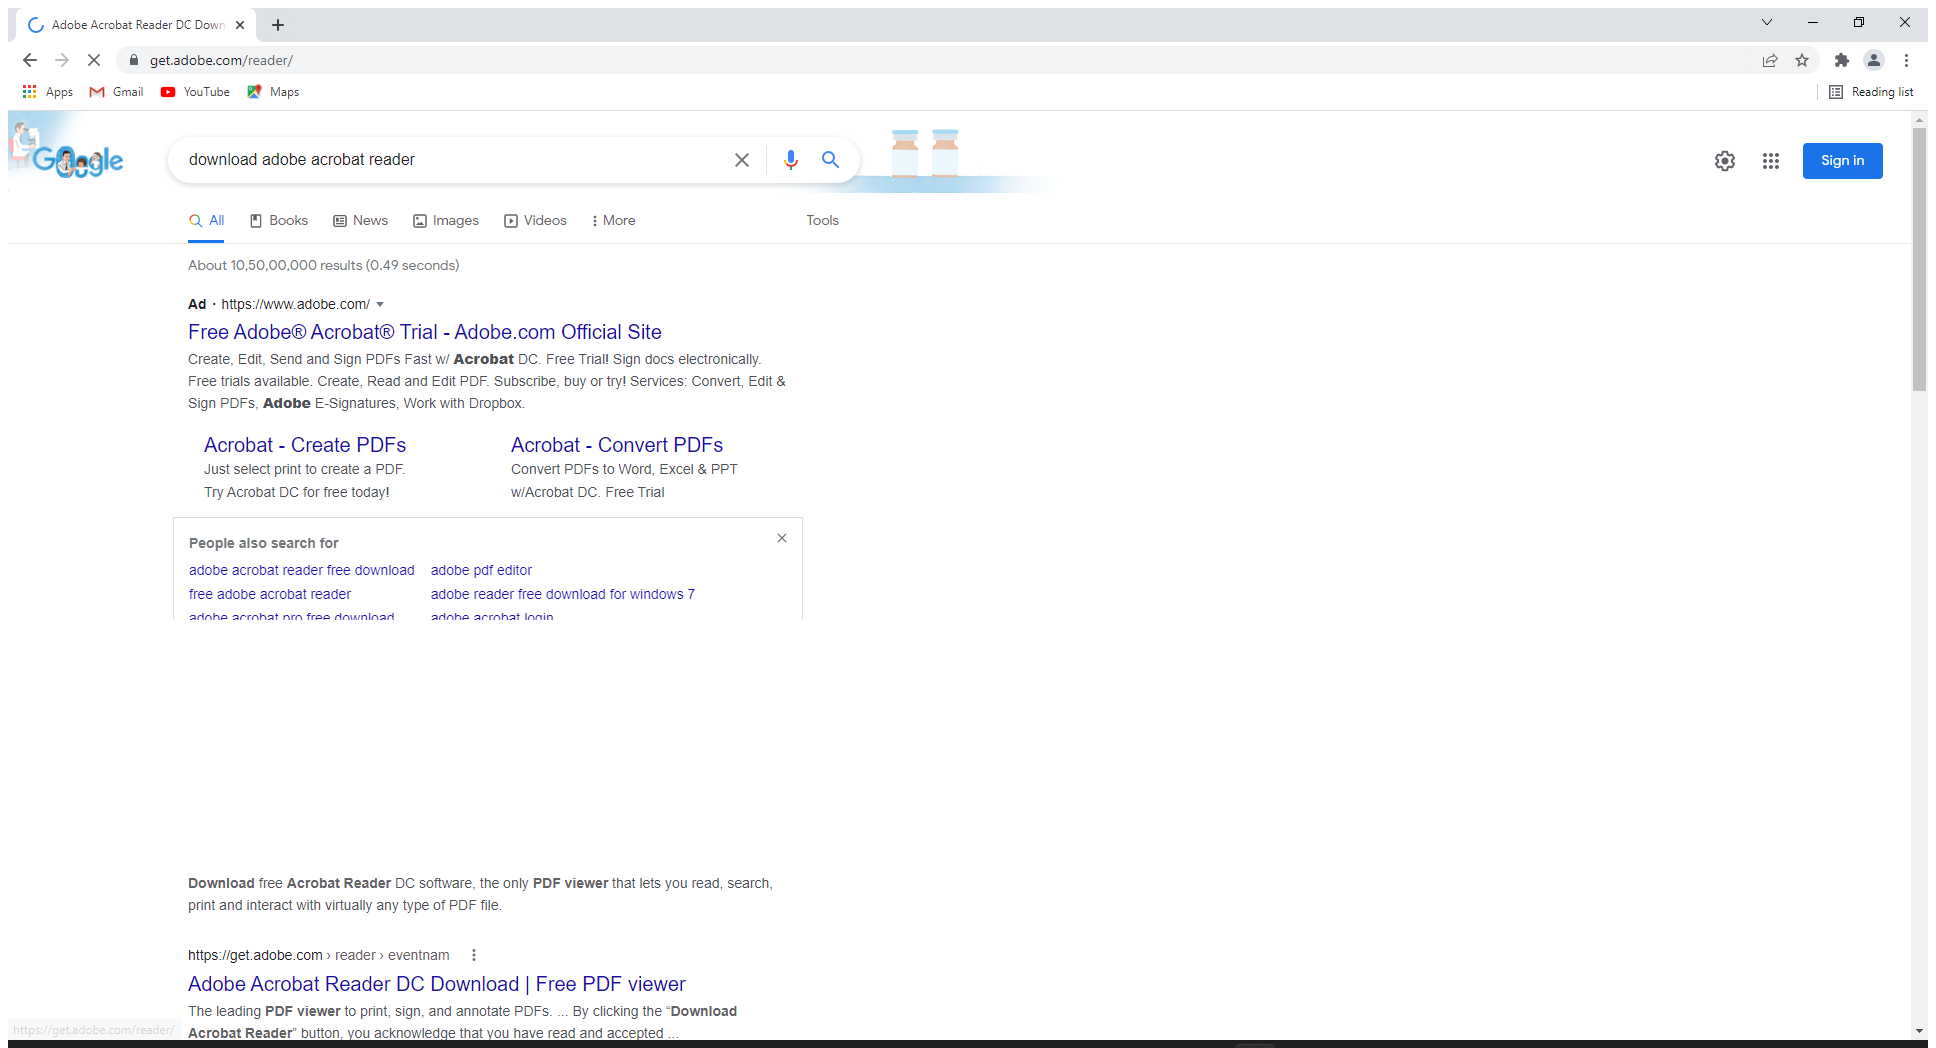 Adobe Acrobat Reader DC Down
get.adobe.com/reader/
Apps Gmail YouTube Maps Reading list
Google download adobe acrobat reader Sign in
All Books News Images Videos More Tools
About 10,50,00,000 results (0.49 seconds)
Ad · https://www.adobe.com/
Free Adobe® Acrobat® Trial - Adobe.com Official Site
Create, Edit, Send and Sign PDFs Fast w/ Acrobat DC. Free Trial! Sign docs electronically.
Free trials available. Create, Read and Edit PDF. Subscribe, buy or try! Services: Convert, Edit &
Sign PDFs, Adobe E-Signatures, Work with Dropbox.
Acrobat - Create PDFs
Just select print to create a PDF.
Try Acrobat DC for free today!
Acrobat - Convert PDFs
Convert PDFs to Word, Excel & PPT
w/Acrobat DC. Free Trial
People also search for
adobe acrobat reader free download adobe pdf editor
free adobe acrobat reader adobe reader free download for windows 7
adobe acrobat pro free download adobe acrobat login
Download free Acrobat Reader DC software, the only PDF viewer that lets you read, search,
print and interact with virtually any type of PDF file.
https://get.adobe.com › reader › eventnam
Adobe Acrobat Reader DC Download | Free PDF viewer
The leading PDF viewer to print, sign, and annotate PDFs. ... By clicking the “Download
Acrobat Reader” button, you acknowledge that you have read and accepted ...
https://get.adobe.com/reader/